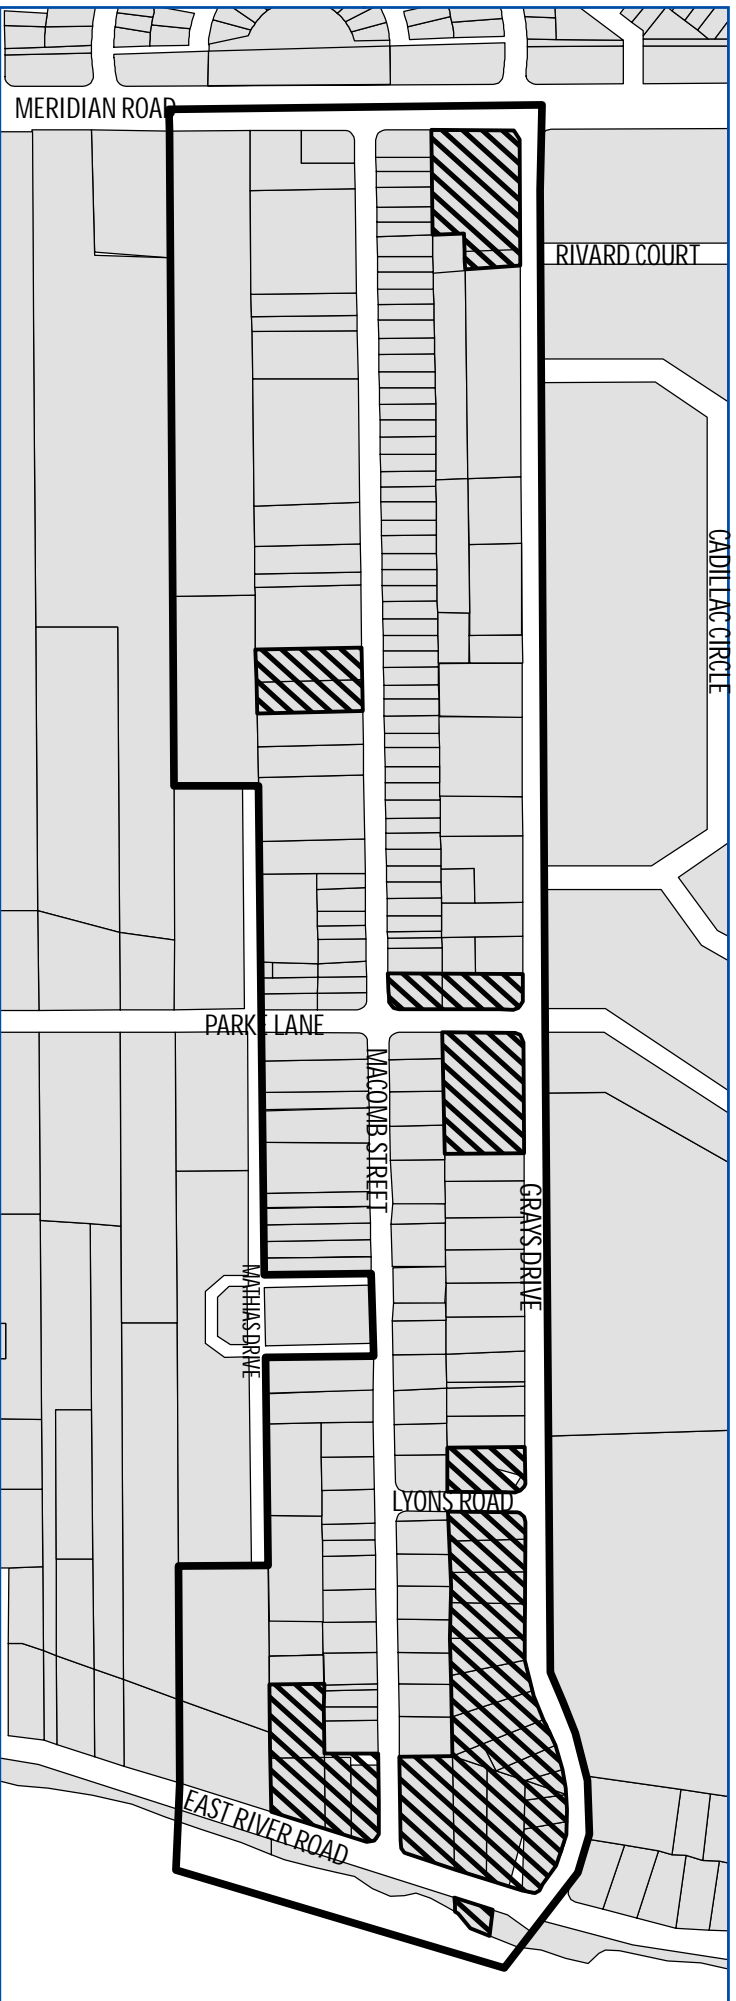 MERIDIAN ROAD
RIVARD COURT
CADILLAC CIRCLE
PARKE LANE
MACOMB STREET
GRAYS DRIVE
MATHIAS DRIVE
LYONS ROAD
EAST RIVER ROAD